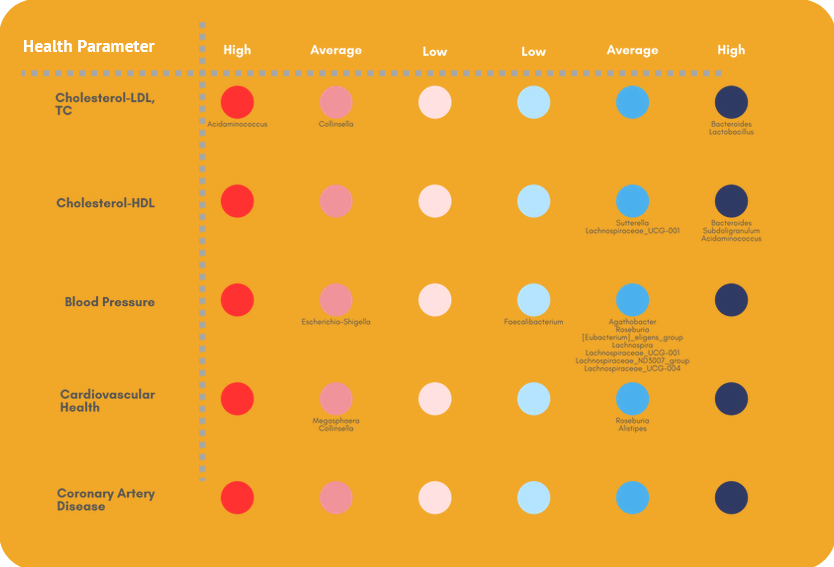 Health Parameter
High
Average
Low
Low
Average
High
Cholesterol-LDL,
TC
Acidaminococcus
Collinsella
Bacteroides
Lactobacillus
Cholesterol-HDL
Sutterella
Lachnospiraceae_UCG-001
Bacteroides
Subdoligranulum
Acidaminococcus
Blood Pressure
Escherichia-Shigella
Faecalibacterium
Agathobacter
Roseburia
[Eubacterium]_eligens_group
Lachnospira
Lachnospiraceae_UCG-001
Lachnospiraceae_ND3007_group
Lachnospiraceae_UCG-004
Cardiovascular
Health
Megasphaera
Collinsella
Roseburia
Alistipes
Coronary Artery
Disease